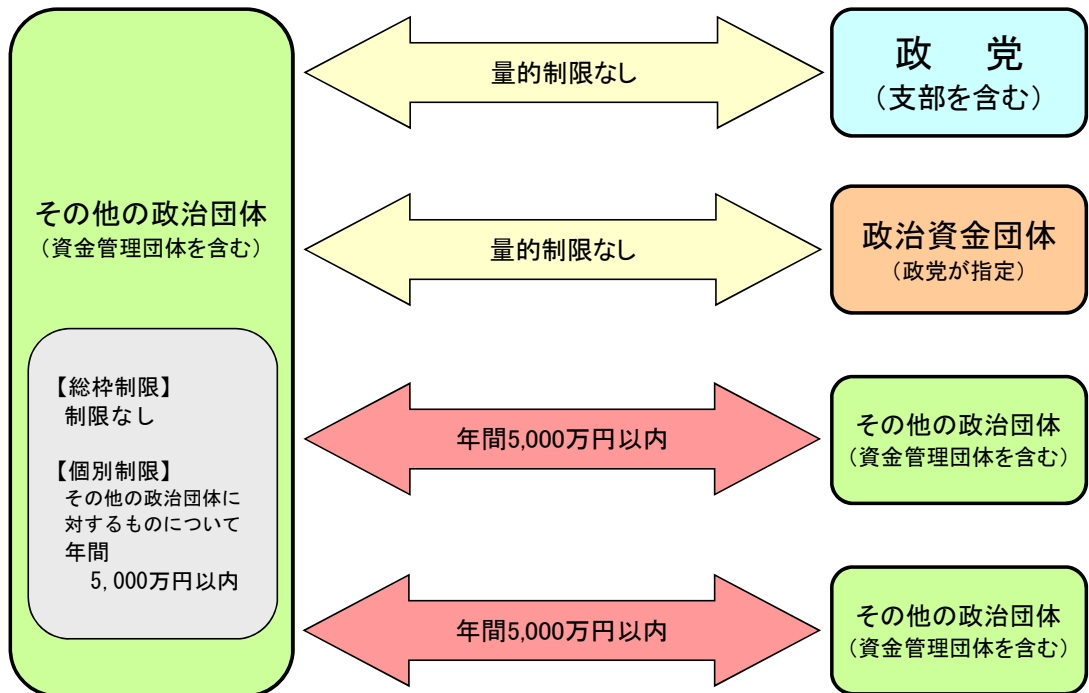 その他の政治団体
（資金管理団体を含む）
【総枠制限】
制限なし
【個別制限】
その他の政治団体に
対するものについて
年間
5,000万円以内
量的制限なし
政　党
（支部を含む）
量的制限なし
政治資金団体
（政党が指定）
年間5,000万円以内
その他の政治団体
（資金管理団体を含む）
年間5,000万円以内
その他の政治団体
（資金管理団体を含む）